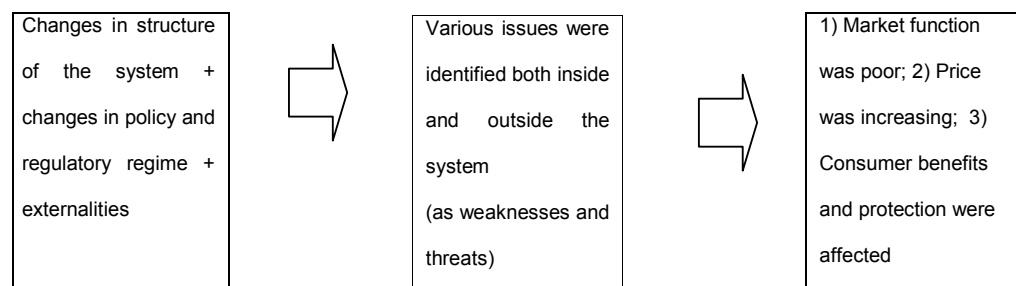 Changes in structure
of the system +
changes in policy and
regulatory regime +
externalities
Various issues were
identified both inside
and outside the
system
(as weaknesses and
threats)
1) Market function
was poor; 2) Price
was increasing; 3)
Consumer benefits
and protection were
affected